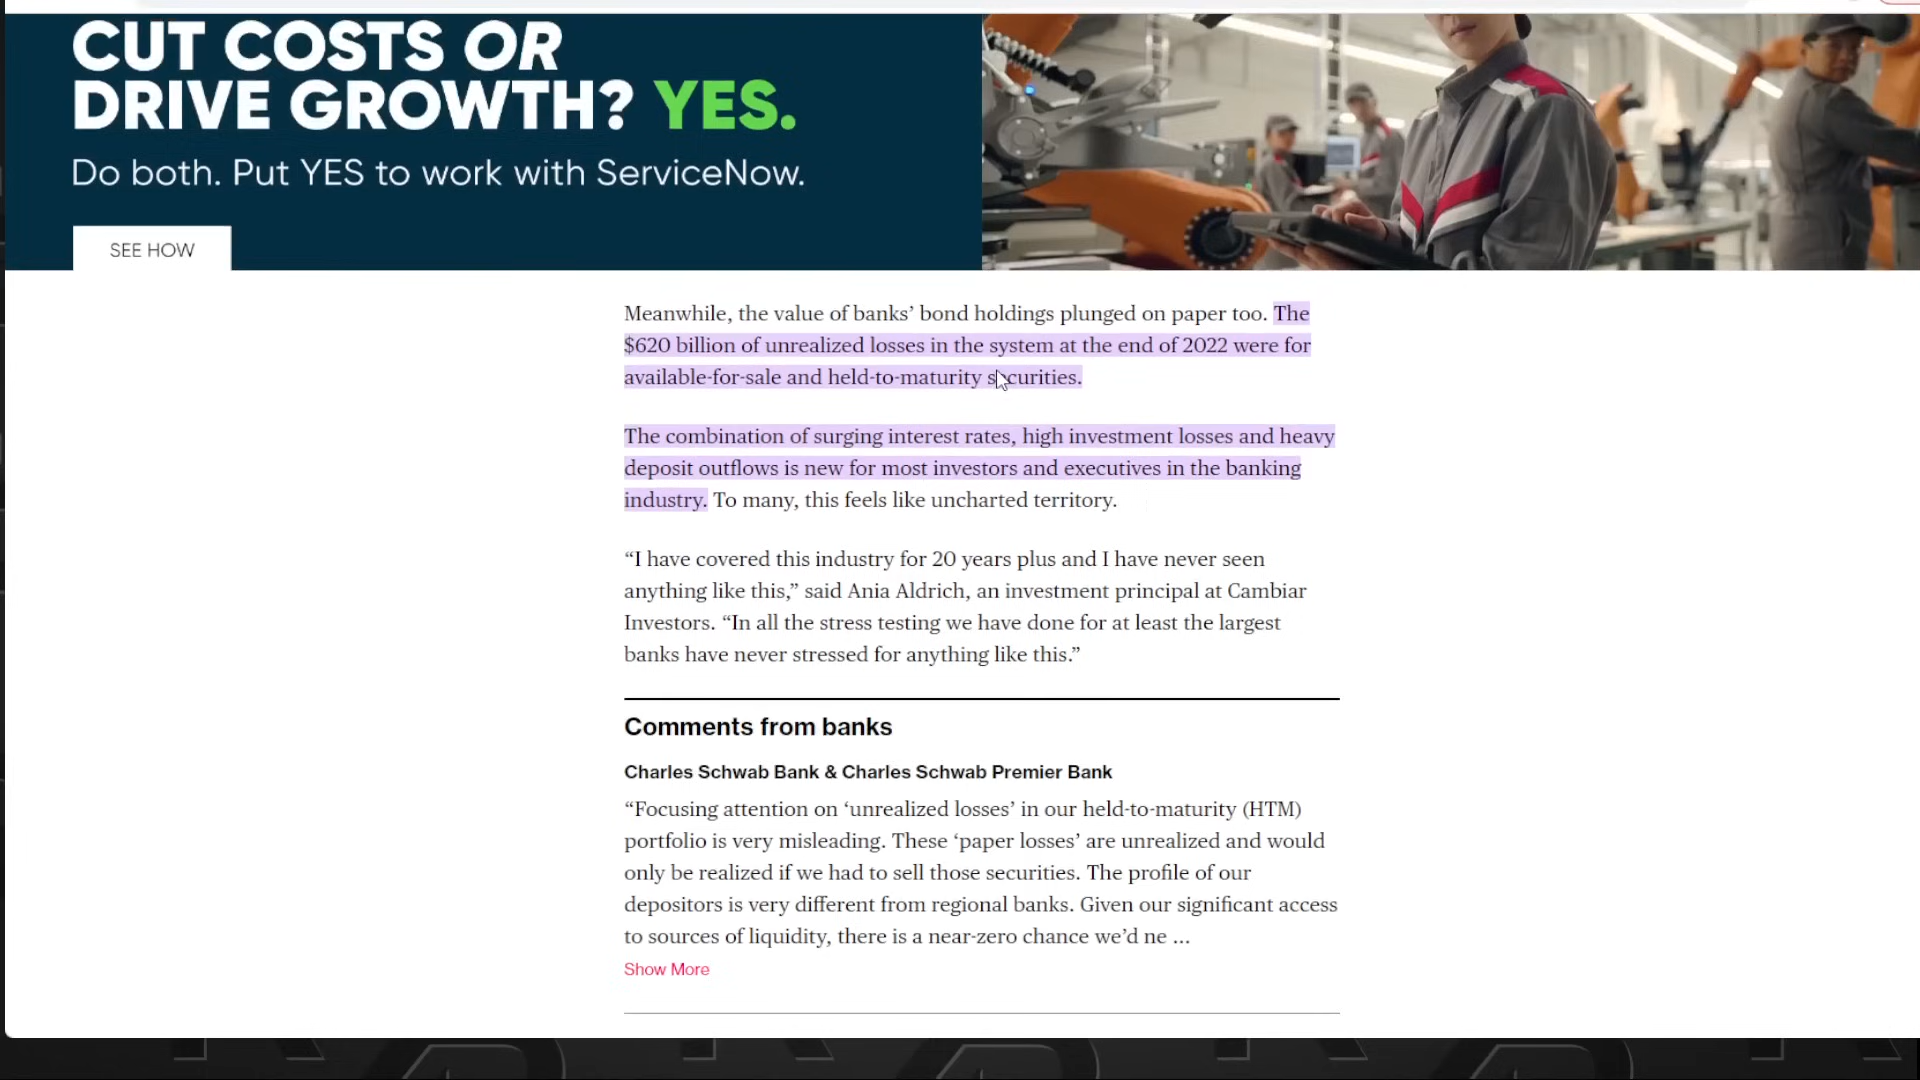 CUT COSTS OR
DRIVE GROWTH? YES.
Do both. Put YES to work with ServiceNow.
SEE HOW
Meanwhile, the value of banks’ bond holdings plunged on paper too. The
$620 billion of unrealized losses in the system at the end of 2022 were for
available-for-sale and held-to-maturity securities.
The combination of surging interest rates, high investment losses and heavy
deposit outflows is new for most investors and executives in the banking
industry. To many, this feels like uncharted territory.
“I have covered this industry for 20 years plus and I have never seen
anything like this,” said Ania Aldrich, an investment principal at Cambiar
Investors. “In all the stress testing we have done for at least the largest
banks have never stressed for anything like this.”
Comments from banks
Charles Schwab Bank & Charles Schwab Premier Bank
“Focusing attention on ‘unrealized losses’ in our held-to-maturity (HTM)
portfolio is very misleading. These ‘paper losses’ are unrealized and would
only be realized if we had to sell those securities. The profile of our
depositors is very different from regional banks. Given our significant access
to sources of liquidity, there is a near-zero chance we’d ne ...
Show More